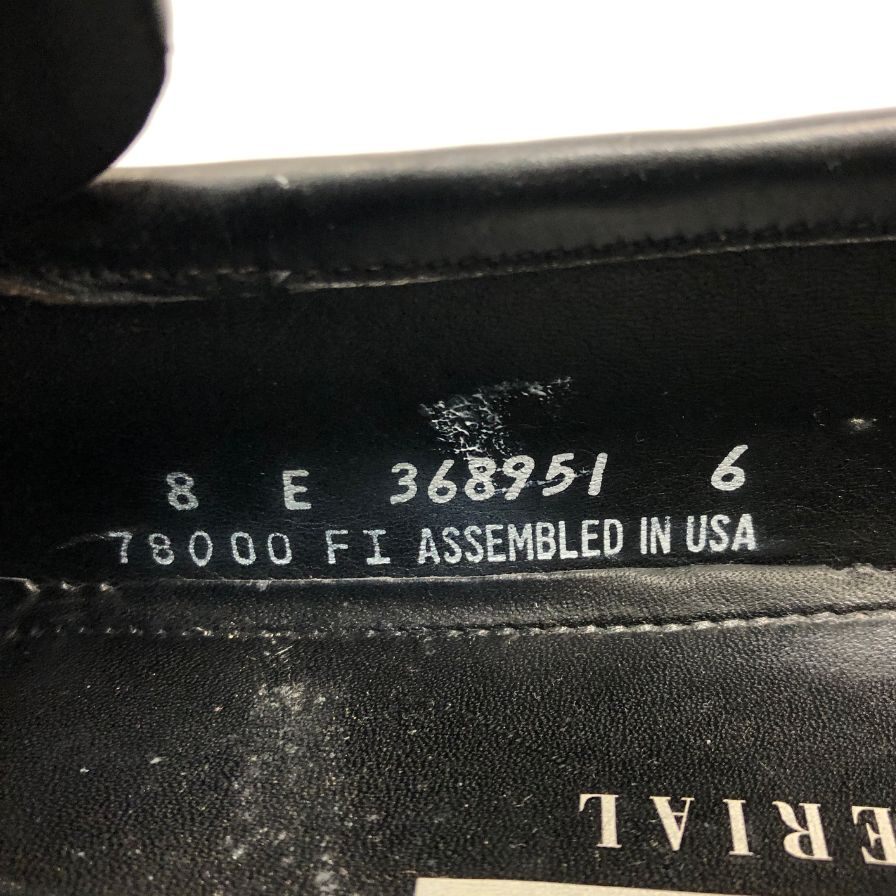 8 E 368951 6
78000 FI ASSEMBLED IN USA
ERIAL